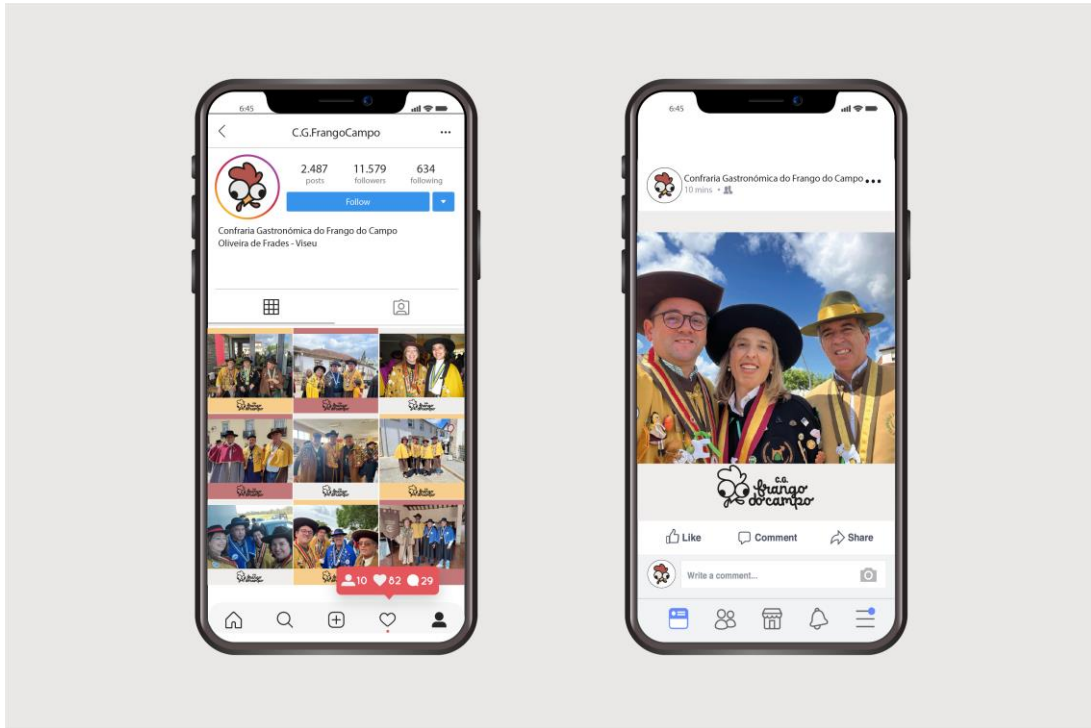 6:45
C.G.FrangoCampo
2.487
11.579
634
posts
followers
following
Follow
Confraria Gastronómica do Frango do Campo
Oliveira de Frades - Viseu
10
82
29
6:45
Confraria Gastronómica do Frango do Campo
10 mins
C.G.
frango
do campo
Like
Comment
Share
Write a comment...